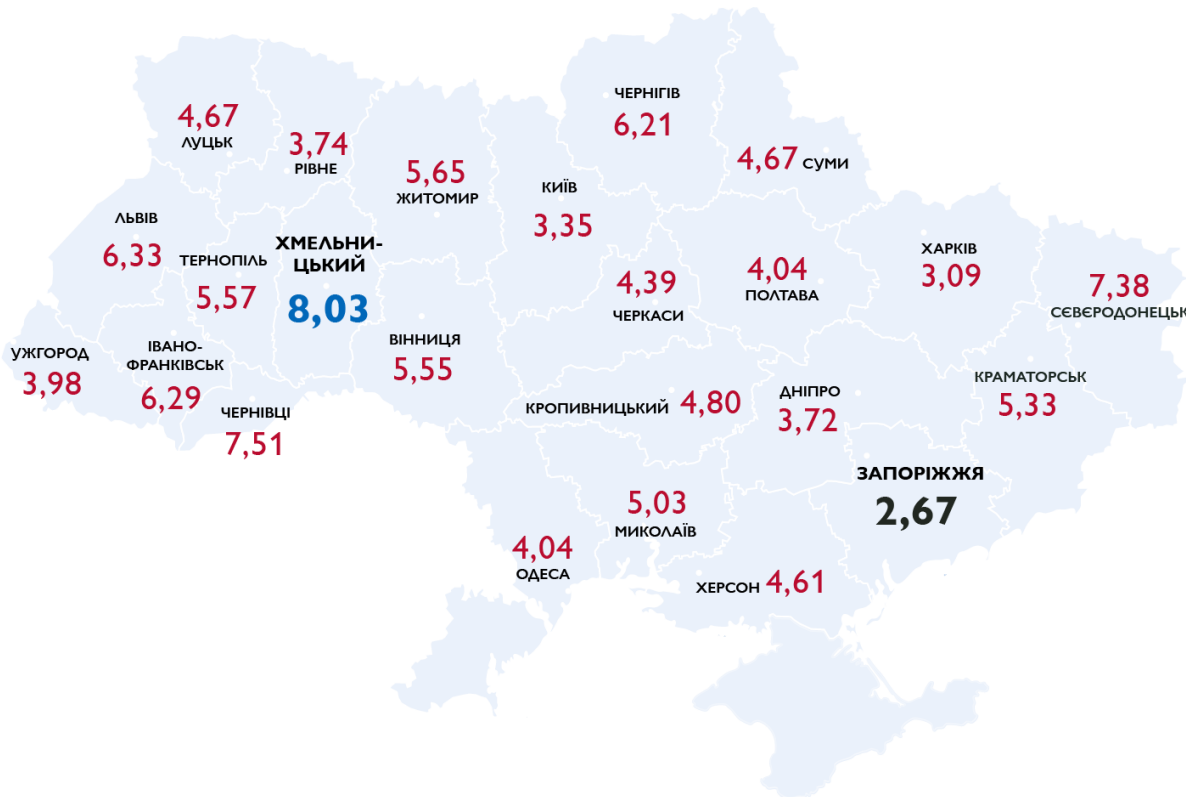 ЧЕРНІГІВ
6,21
4,67
ЛУЦЬК
3,74
РІВНЕ
5,65
ЖИТОМИР
КИЇВ
3,35
4,67 СУМИ
ЛЬВІВ
6,33
ТЕРНОПІЛЬ
5,57
ХМЕЛЬНИ-
ЦЬКИЙ
8,03
4,39
ЧЕРКАСИ
4,04
ПОЛТАВА
ХАРКІВ
3,09
7,38
СЄВЄРОДОНЕЦЬК
УЖГОРОД
3,98
ІВАНО-
ФРАНКІВСЬК
6,29
ЧЕРНІВЦІ
7,51
ВІННИЦЯ
5,55
КРОПИВНИЦЬКИЙ 4,80
ДНІПРО
3,72
КРАМАТОРСЬК
5,33
ЗАПОРІЖЖЯ
2,67
5,03
МИКОЛАЇВ
4,04
ОДЕСА
ХЕРСОН 4,61